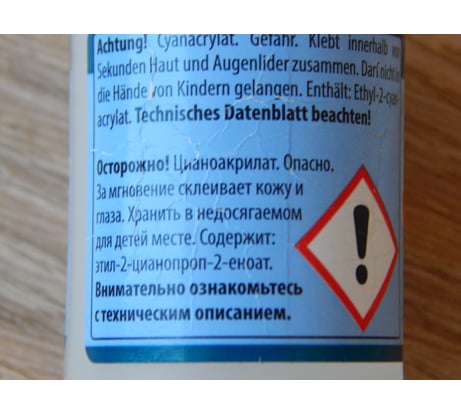 Achtung! Cyanacrylat. Gefahr. Klebt innerhalb von
Sekunden Haut und Augenlider zusammen. Darf nicht in
die Hände von Kindern gelangen. Enthält: Ethyl-2-cyan-
acrylat. Technisches Datenblatt beachten!
Осторожно! Цианоакрилат. Опасно.
За мгновение склеивает кожу и
глаза. Хранить в недосягаемом
для детей месте. Содержит:
этил-2-цианопроп-2-еноат.
Внимательно ознакомьтесь
с техническим описанием.